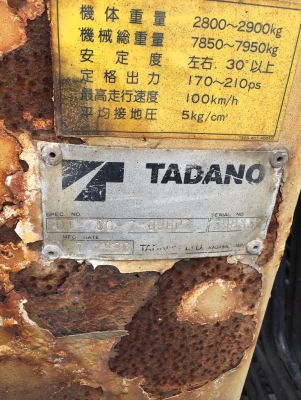 機体重量 2800～2900kg
機械総重量 7850～7950kg
安定度 左右 30°以上
定格出力 170～210ps
最高走行速度 100km/h
平均接地圧 5kg/cm²
TADANO
SPEC. NO. SERIAL NO.
MFG. DATE